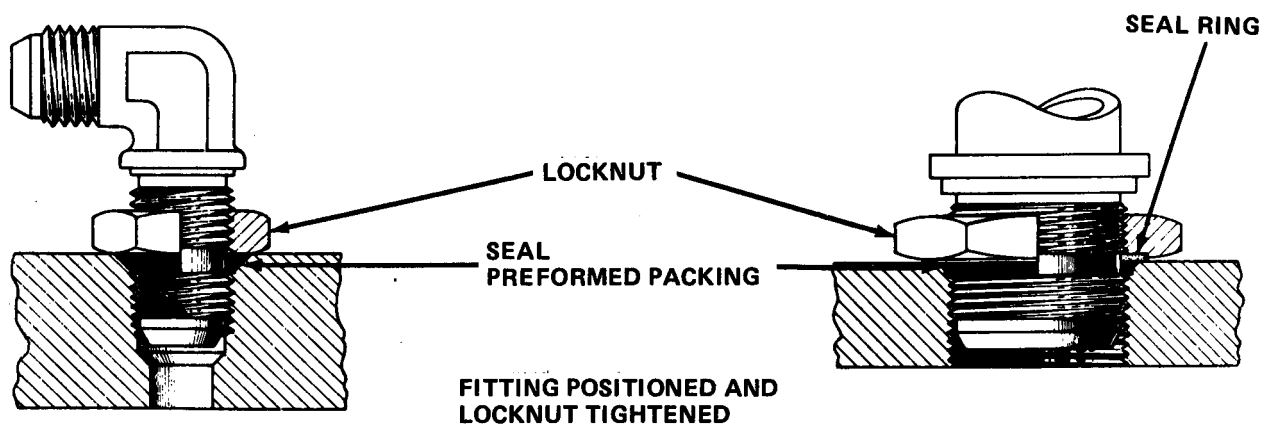 SEAL RING
LOCKNUT
SEAL
PREFORMED PACKING
FITTING POSITIONED AND
LOCKNUT TIGHTENED